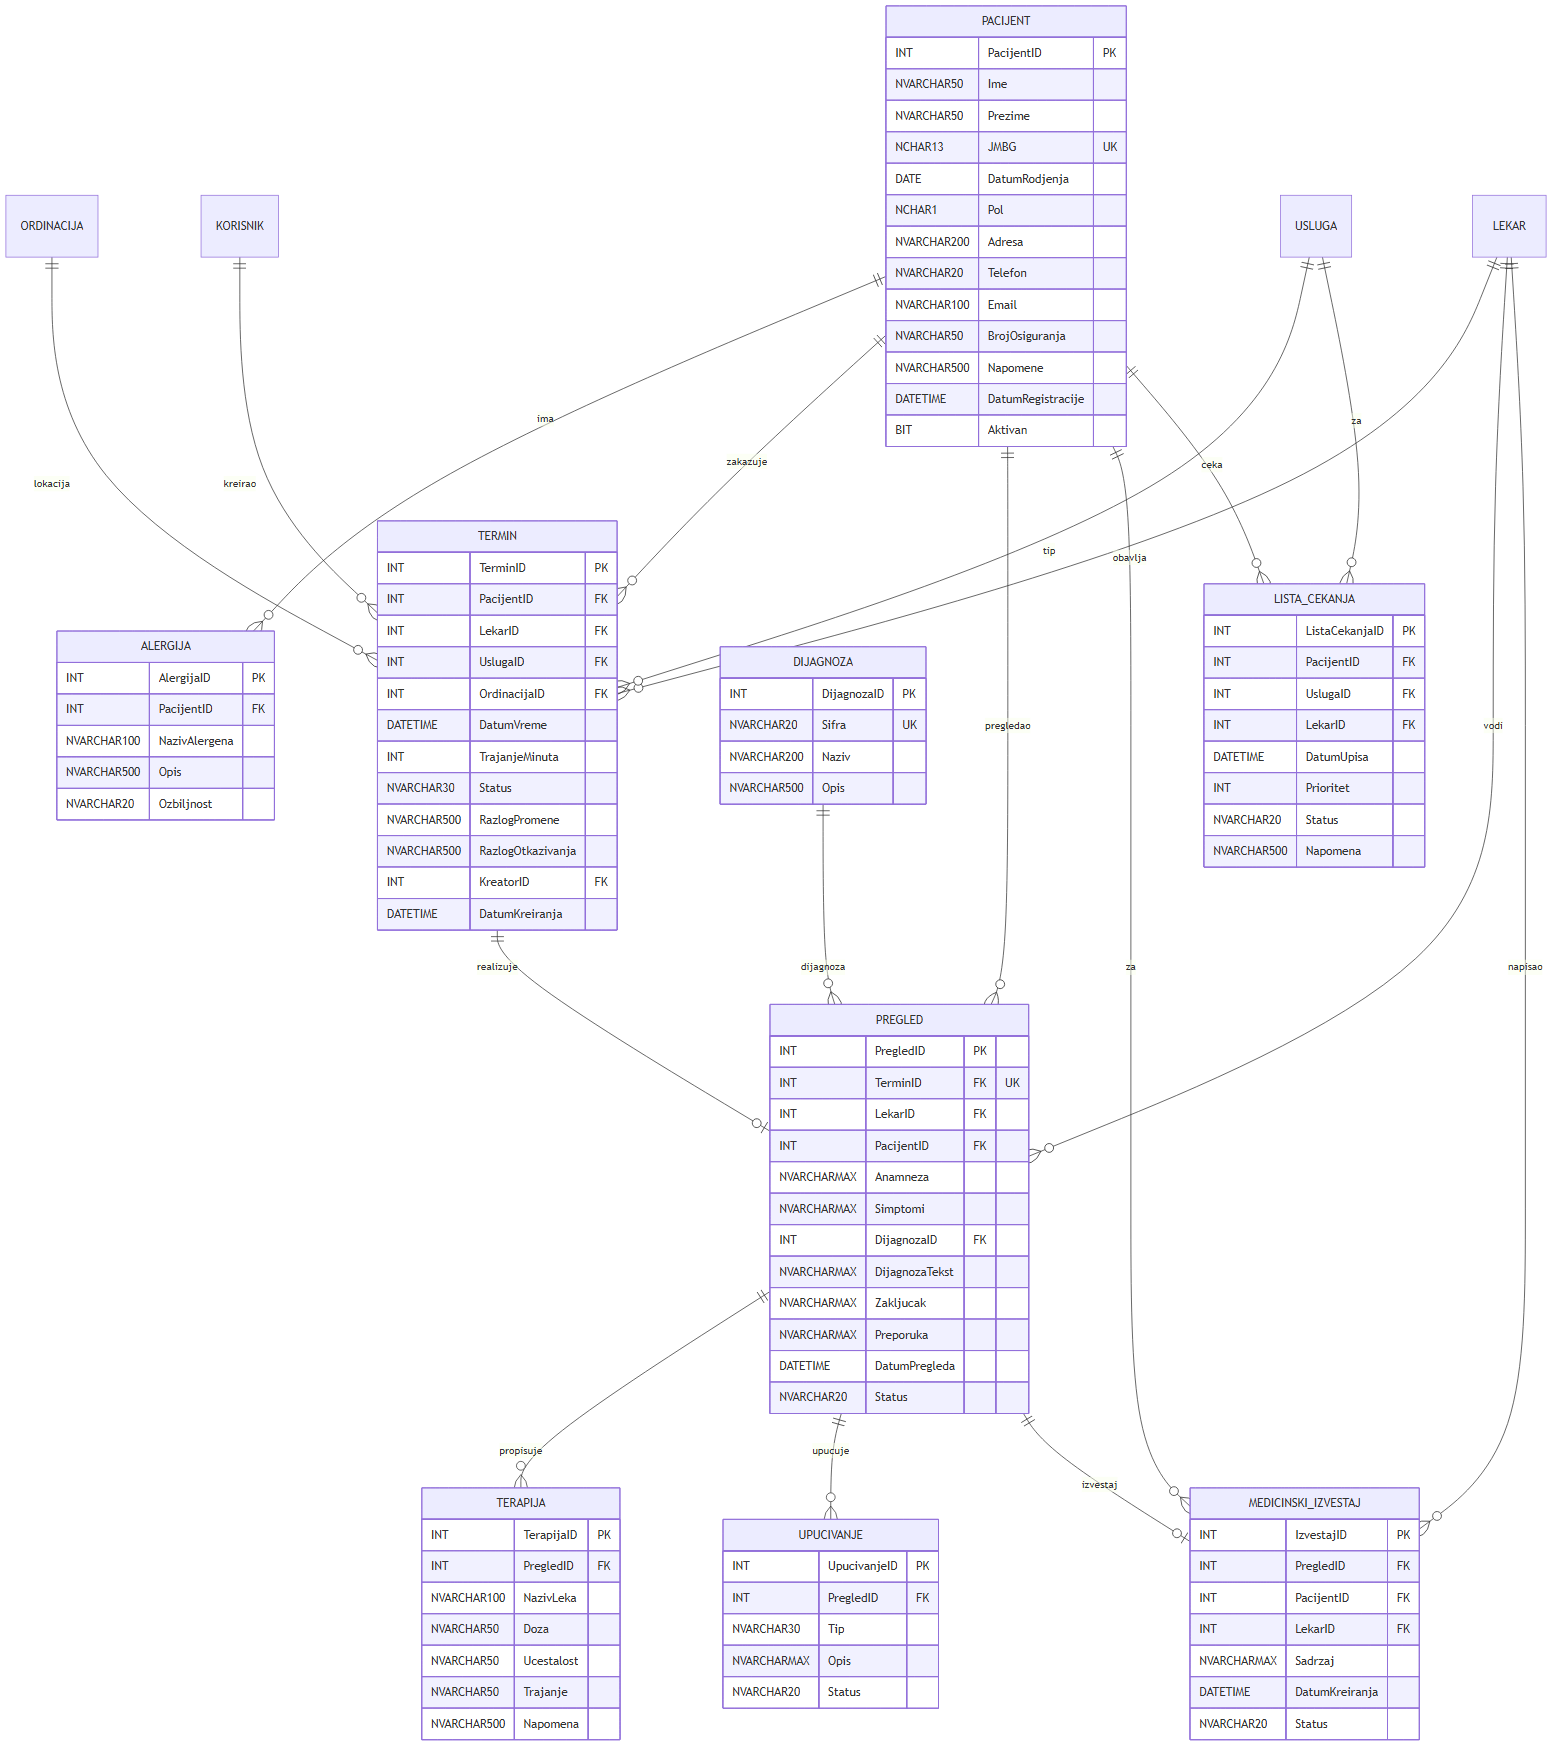 PACIJENT
INT PacijentID PK
NVARCHAR50 Ime
NVARCHAR50 Prezime
NCHAR13 JMBG UK
DATE DatumRodjenja
NCHAR1 Pol
NVARCHAR200 Adresa
NVARCHAR20 Telefon
NVARCHAR100 Email
NVARCHAR50 BrojOsiguranja
NVARCHAR500 Napomene
DATETIME DatumRegistracije
BIT Aktivan
ORDINACIJA
KORISNIK
USLUGA
LEKAR
ima
zakazuje
ceka
za
lokacija
kreirao
tip
obavlja
TERMIN
INT TerminID PK
INT PacijentID FK
INT LekarID FK
INT UslugaID FK
INT OrdinacijaID FK
DATETIME DatumVreme
INT TrajanjeMinuta
NVARCHAR30 Status
NVARCHAR500 RazlogPromene
NVARCHAR500 RazlogOtkazivanja
INT KreatorID FK
DATETIME DatumKreiranja
ALERGIJA
INT AlergijaID PK
INT PacijentID FK
NVARCHAR100 NazivAlergena
NVARCHAR500 Opis
NVARCHAR20 Ozbiljnost
DIJAGNOZA
INT DijagnozaID PK
NVARCHAR20 Sifra UK
NVARCHAR200 Naziv
NVARCHAR500 Opis
LISTA_CEKANJA
INT ListaCekanjaID PK
INT PacijentID FK
INT UslugaID FK
INT LekarID FK
DATETIME DatumUpisa
INT Prioritet
NVARCHAR20 Status
NVARCHAR500 Napomena
pregledao
vodi
realizuje
dijagnoza
za
napisao
PREGLED
INT PregledID PK
INT TerminID FK UK
INT LekarID FK
INT PacijentID FK
NVARCHARMAX Anamneza
NVARCHARMAX Simptomi
INT DijagnozaID FK
NVARCHARMAX DijagnozaTekst
NVARCHARMAX Zakljucak
NVARCHARMAX Preporuka
DATETIME DatumPregleda
NVARCHAR20 Status
propisuje
upucuje
izvestaj
TERAPIJA
INT TerapijaID PK
INT PregledID FK
NVARCHAR100 NazivLeka
NVARCHAR50 Doza
NVARCHAR50 Ucestalost
NVARCHAR50 Trajanje
NVARCHAR500 Napomena
UPUCIVANJE
INT UpucivanjeID PK
INT PregledID FK
NVARCHAR30 Tip
NVARCHARMAX Opis
NVARCHAR20 Status
MEDICINSKI_IZVESTAJ
INT IzvestajID PK
INT PregledID FK
INT PacijentID FK
INT LekarID FK
NVARCHARMAX Sadrzaj
DATETIME DatumKreiranja
NVARCHAR20 Status